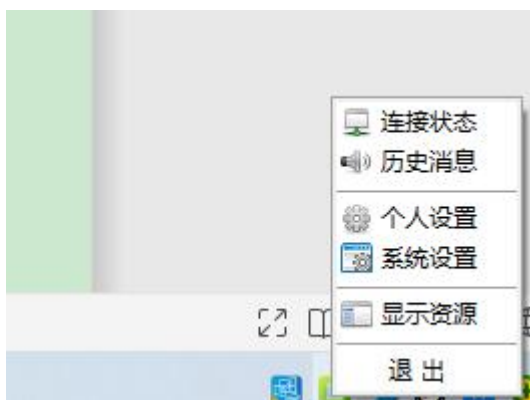 连接状态
历史消息
个人设置
系统设置
显示资源
退 出